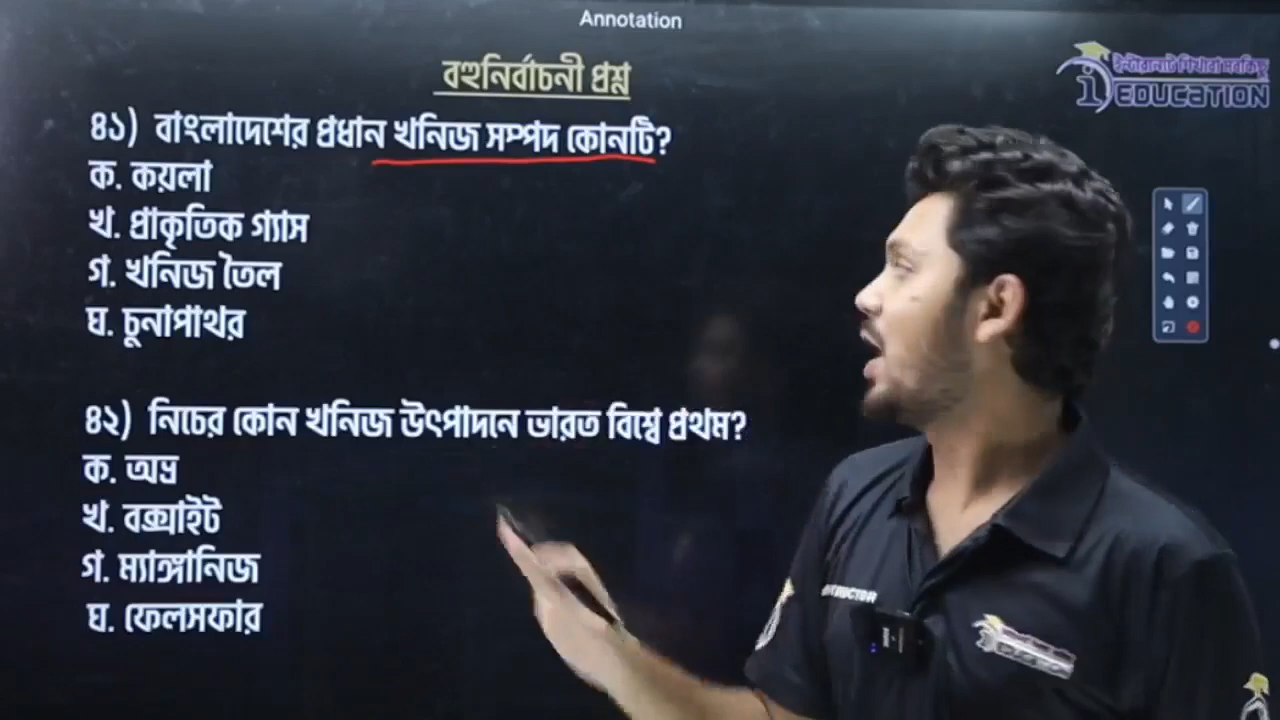 Annotation
বহুনির্বাচনী প্রশ্ন
৪১) বাংলাদেশের প্রধান খনিজ সম্পদ কোনটি?
ক. কয়লা
খ. প্রাকৃতিক গ্যাস
গ. খনিজ তৈল
ঘ. চুনাপাথর
৪২) নিচের কোন খনিজ উৎপাদনে ভারত বিশ্বে প্রথম?
ক. অভ্র
খ. বক্সাইট
গ. ম্যাঙ্গানিজ
ঘ. ফেলসফার
EDUCATION